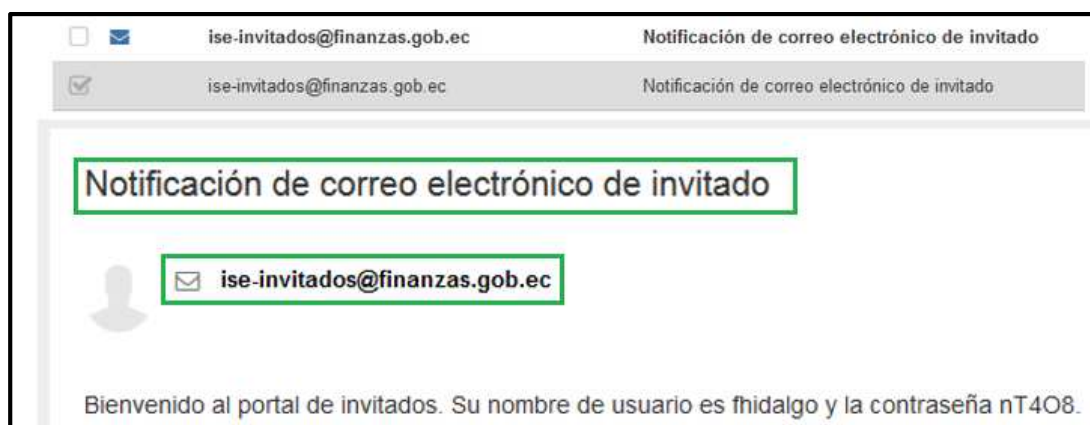 ise-invitados@finanzas.gob.ec Notificación de correo electrónico de invitado
ise-invitados@finanzas.gob.ec Notificación de correo electrónico de invitado
Notificación de correo electrónico de invitado
ise-invitados@finanzas.gob.ec
Bienvenido al portal de invitados. Su nombre de usuario es fhidalgo y la contraseña nT4O8.